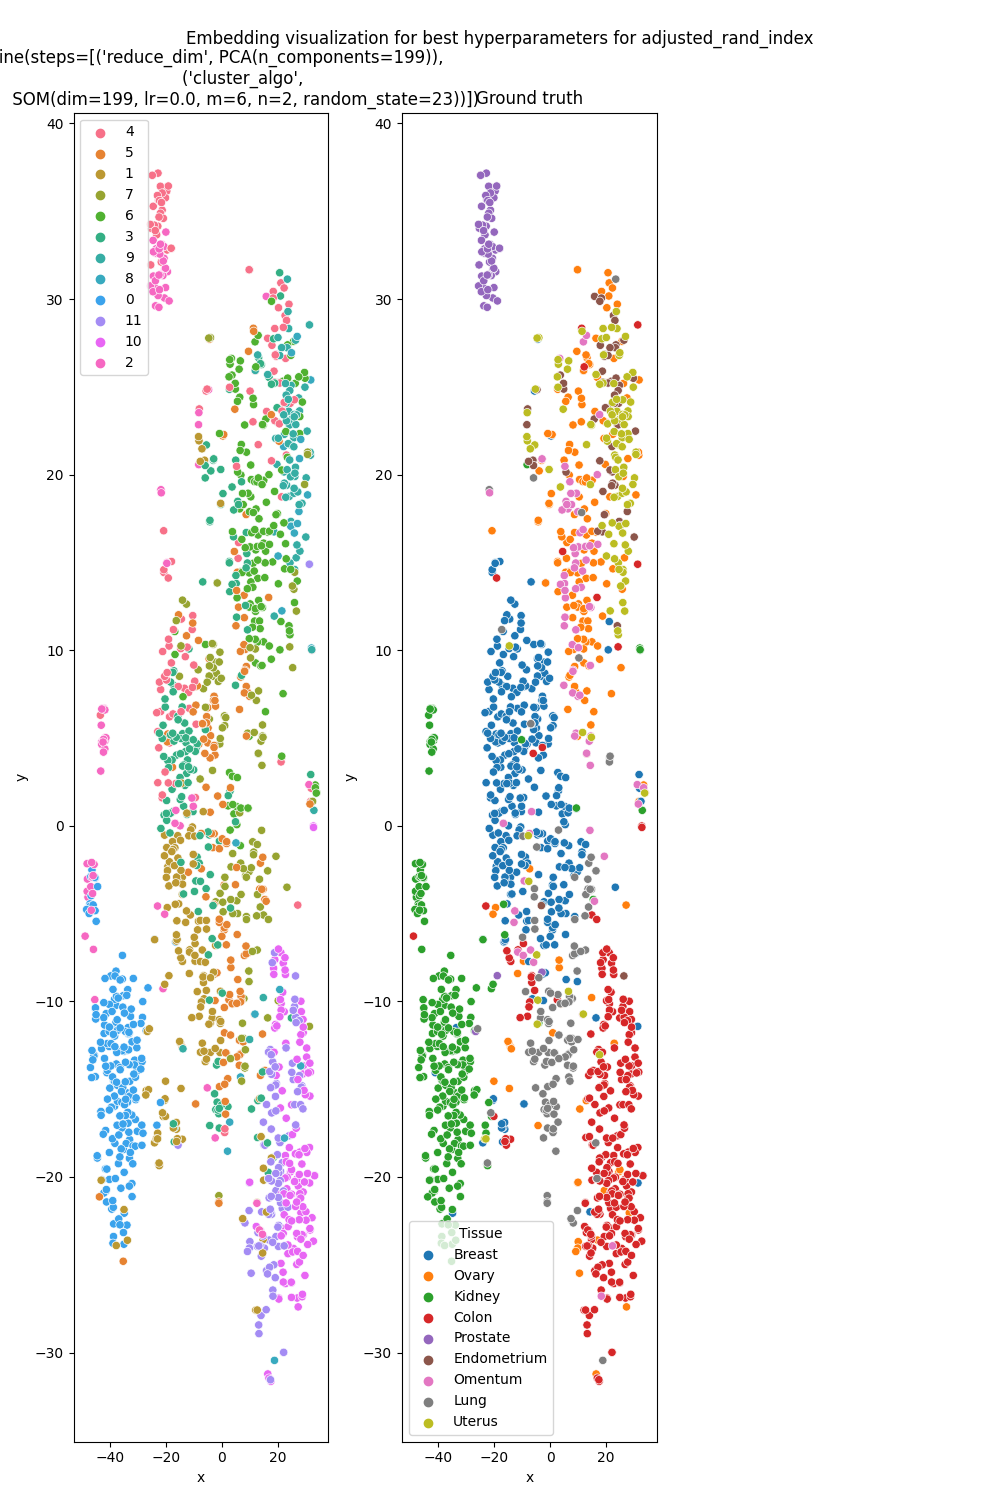 Embedding visualization for best hyperparameters for adjusted_rand_index
ine(steps=[('reduce_dim', PCA(n_components=199)),
('cluster_algo',
SOM(dim=199, lr=0.0, m=6, n=2, random_state=23))])
Ground truth
40
30
20
10
0
−10
−20
−30
y
−40
−20
0
20
x
4
5
1
7
6
3
9
8
0
11
10
2
40
30
20
10
0
−10
−20
−30
y
−40
−20
0
20
x
Tissue
Breast
Ovary
Kidney
Colon
Prostate
Endometrium
Omentum
Lung
Uterus